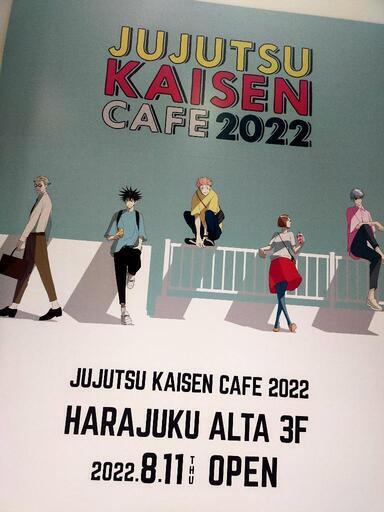 JUJUTSU
KAISEN
CAFE 2022
JUJUTSU KAISEN CAFE 2022
HARAJUKU ALTA 3F
2022.8.11 THU OPEN